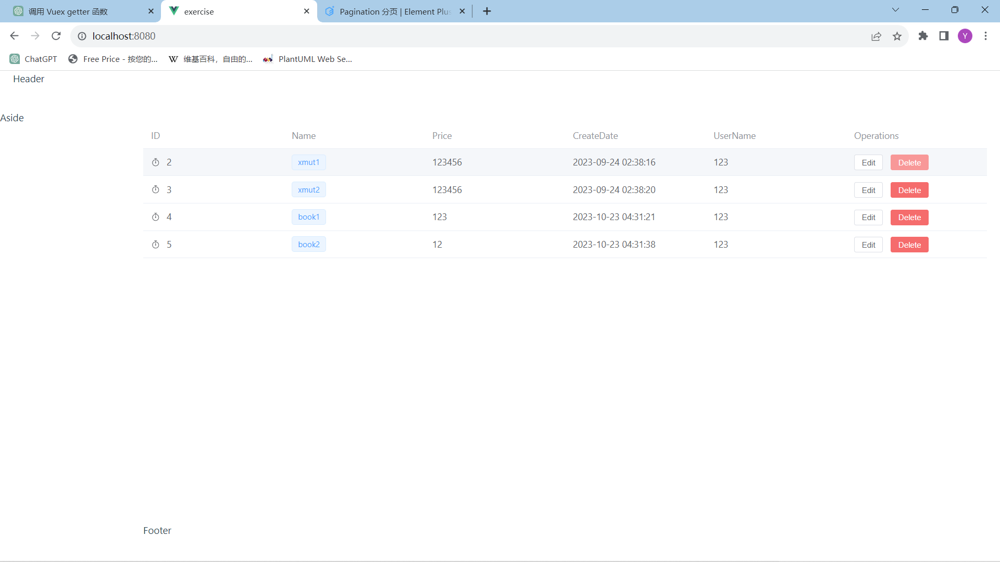 调用 Vuex getter 函数
exercise
Pagination 分页 | Element Plus
localhost:8080
Y
ChatGPT
Free Price - 按您的...
W 维基百科，自由的...
PlantUML Web Se...
Header
Aside
ID Name Price CreateDate UserName Operations
2 xmut1 123456 2023-09-24 02:38:16 123 Edit Delete
3 xmut2 123456 2023-09-24 02:38:20 123 Edit Delete
4 book1 123 2023-10-23 04:31:21 123 Edit Delete
5 book2 12 2023-10-23 04:31:38 123 Edit Delete
Footer